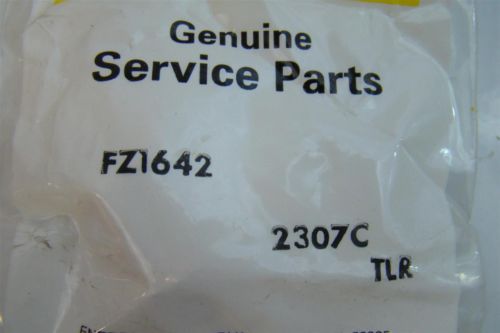 Genuine
Service Parts
FZ1642
2307C
TLR